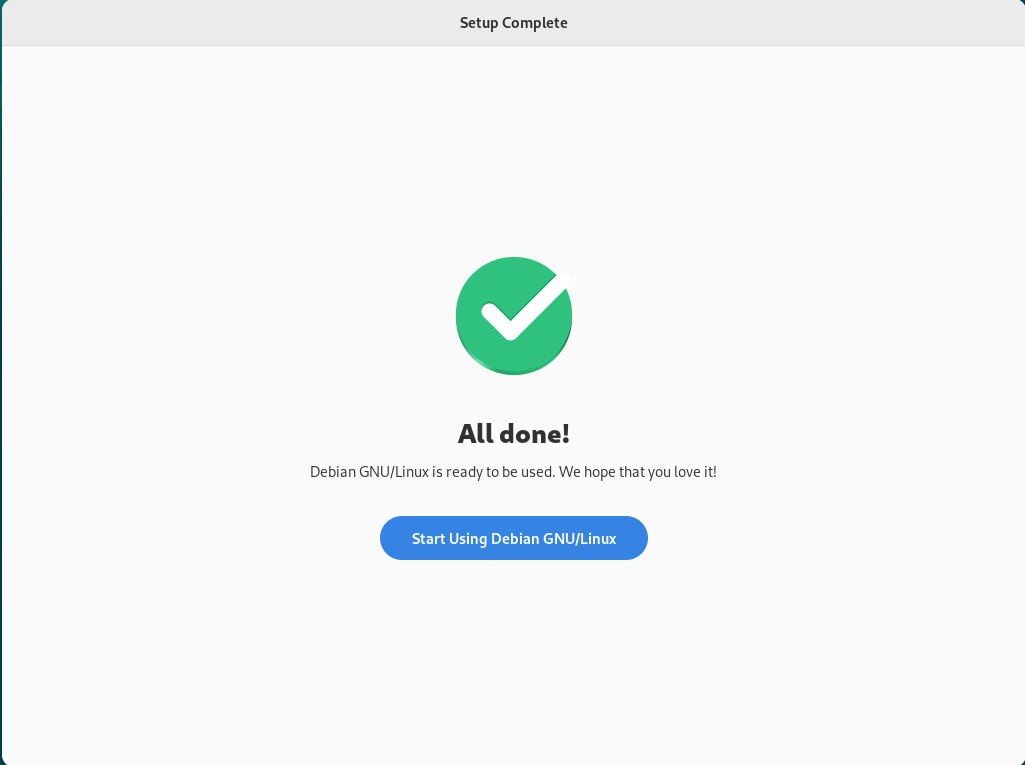 Setup Complete
All done!
Debian GNU/Linux is ready to be used. We hope that you love it!
Start Using Debian GNU/Linux